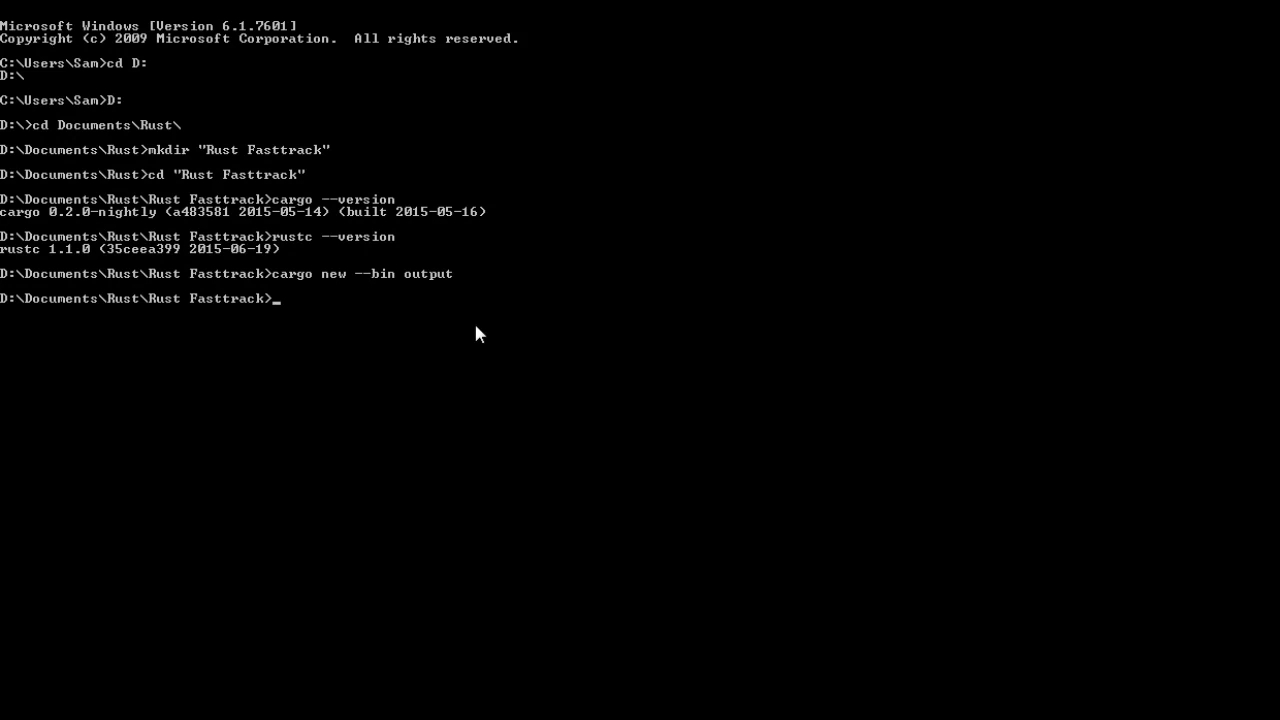 Microsoft Windows [Version 6.1.7601]
Copyright (c) 2009 Microsoft Corporation.  All rights reserved.
C:\Users\Sam>cd D:
D:\
C:\Users\Sam>D:
D:\>cd Documents\Rust\
D:\Documents\Rust>mkdir "Rust Fasttrack"
D:\Documents\Rust>cd "Rust Fasttrack"
D:\Documents\Rust\Rust Fasttrack>cargo --version
cargo 0.2.0-nightly (a483581 2015-05-14) (built 2015-05-16)
D:\Documents\Rust\Rust Fasttrack>rustc --version
rustc 1.1.0 (35ceea399 2015-06-19)
D:\Documents\Rust\Rust Fasttrack>cargo new --bin output
D:\Documents\Rust\Rust Fasttrack>_